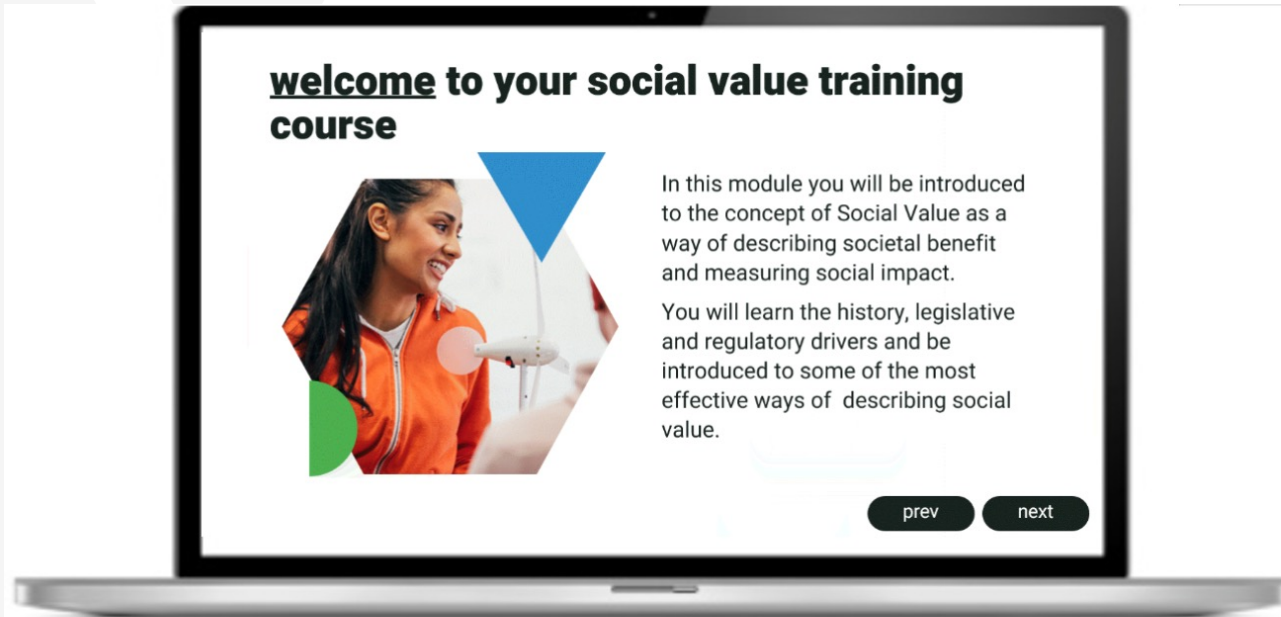 welcome to your social value training
course
In this module you will be introduced
to the concept of Social Value as a
way of describing societal benefit
and measuring social impact.
You will learn the history, legislative
and regulatory drivers and be
introduced to some of the most
effective ways of  describing social
value.
prev
next